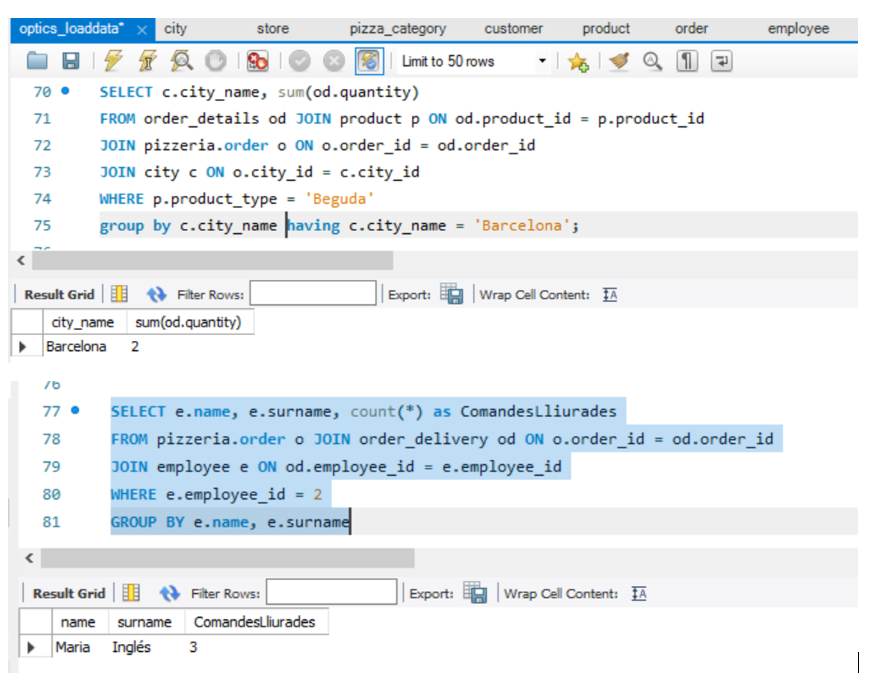 optics_loaddata* × city store pizza_category customer product order employee
Limit to 50 rows
70 SELECT c.city_name, sum(od.quantity)
71 FROM order_details od JOIN product p ON od.product_id = p.product_id
72 JOIN pizzeria.order o ON o.order_id = od.order_id
73 JOIN city c ON o.city_id = c.city_id
74 WHERE p.product_type = 'Beguda'
75 group by c.city_name having c.city_name = 'Barcelona';
Result Grid Filter Rows: Export: Wrap Cell Content: IA
city_name sum(od.quantity)
Barcelona 2
76
77 SELECT e.name, e.surname, count(*) as ComandesLliurades
78 FROM pizzeria.order o JOIN order_delivery od ON o.order_id = od.order_id
79 JOIN employee e ON od.employee_id = e.employee_id
80 WHERE e.employee_id = 2
81 GROUP BY e.name, e.surname
Result Grid Filter Rows: Export: Wrap Cell Content: IA
name surname ComandesLliurades
Maria Inglés 3